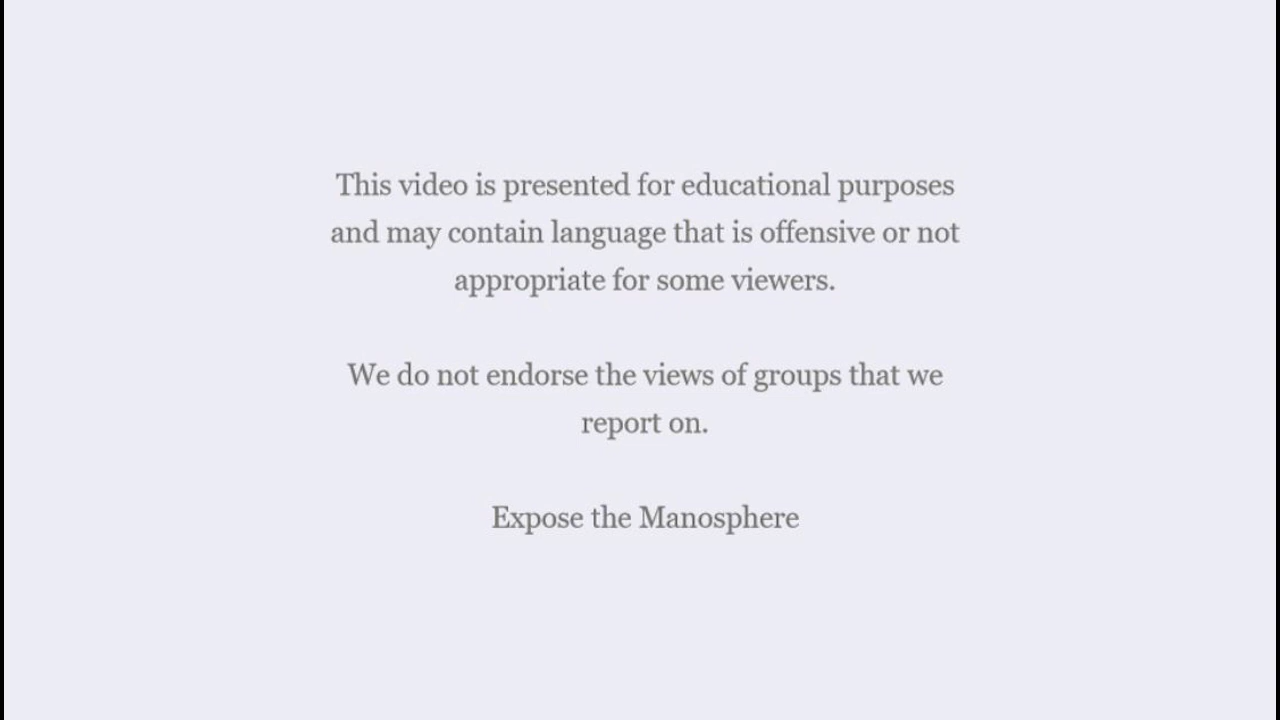 This video is presented for educational purposes
and may contain language that is offensive or not
appropriate for some viewers.
We do not endorse the views of groups that we
report on.
Expose the Manosphere